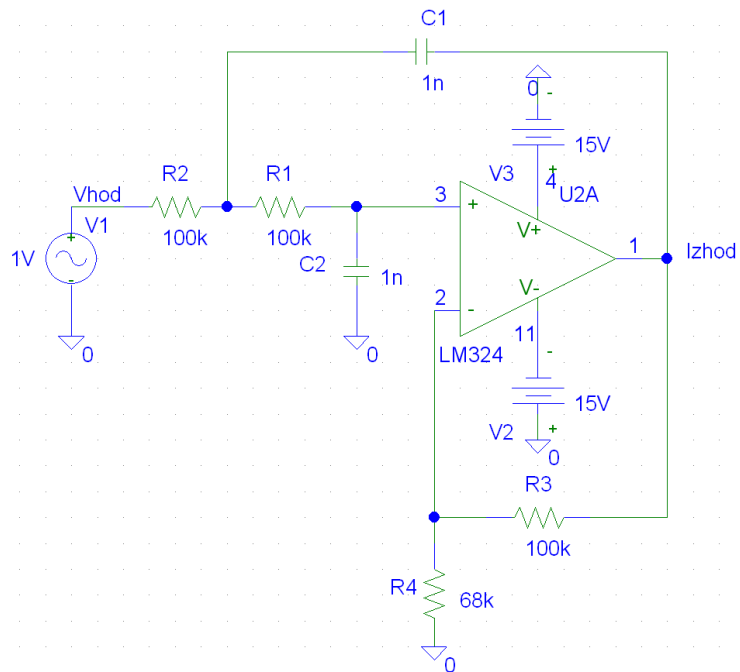 C1
1n
0
-
15V
+
V3
4
U2A
R2
R1
Vhod
V1
+
1V
-
100k
100k
3
+
V+
1
Izhod
C2
1n
2
-
V-
11
LM324
0
0
-
15V
+
V2
0
R3
100k
R4
68k
0